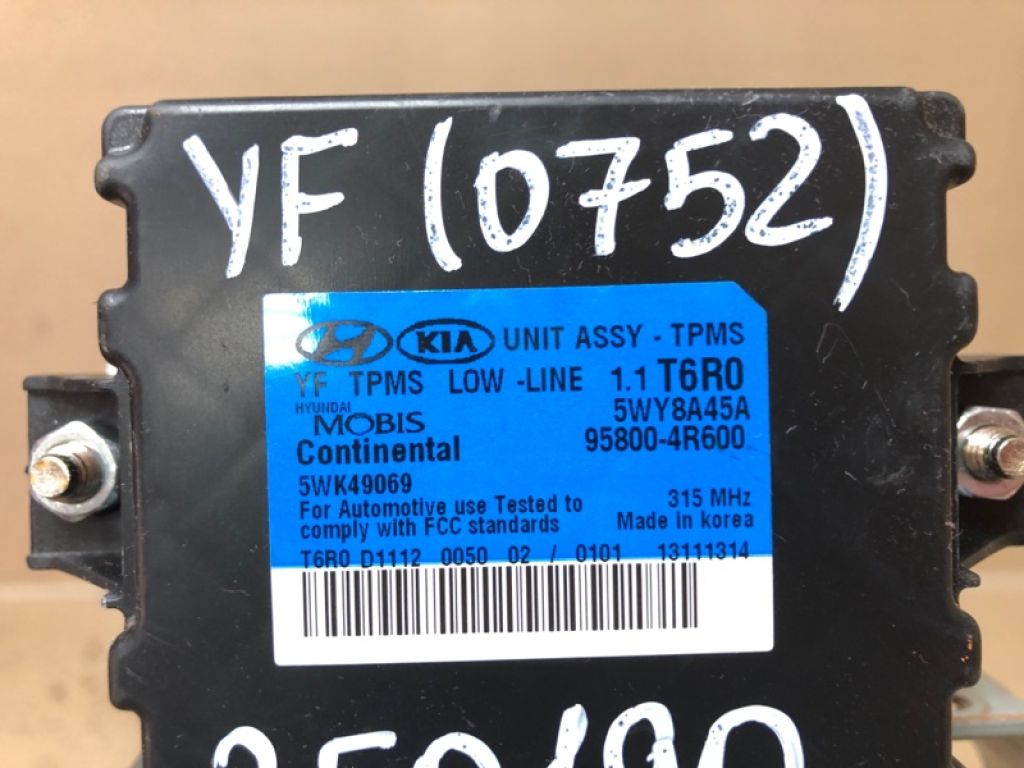 YF (0752)
KIA UNIT ASSY - TPMS
YF TPMS LOW -LINE 1.1 T6R0
HYUNDAI
MOBIS
5WY8A45A
Continental
95800-4R600
5WK49069
For Automotive use Tested to
comply with FCC standards
315 MHz
Made in korea
T6R0 D1112 0050 02 / 0101 13111314